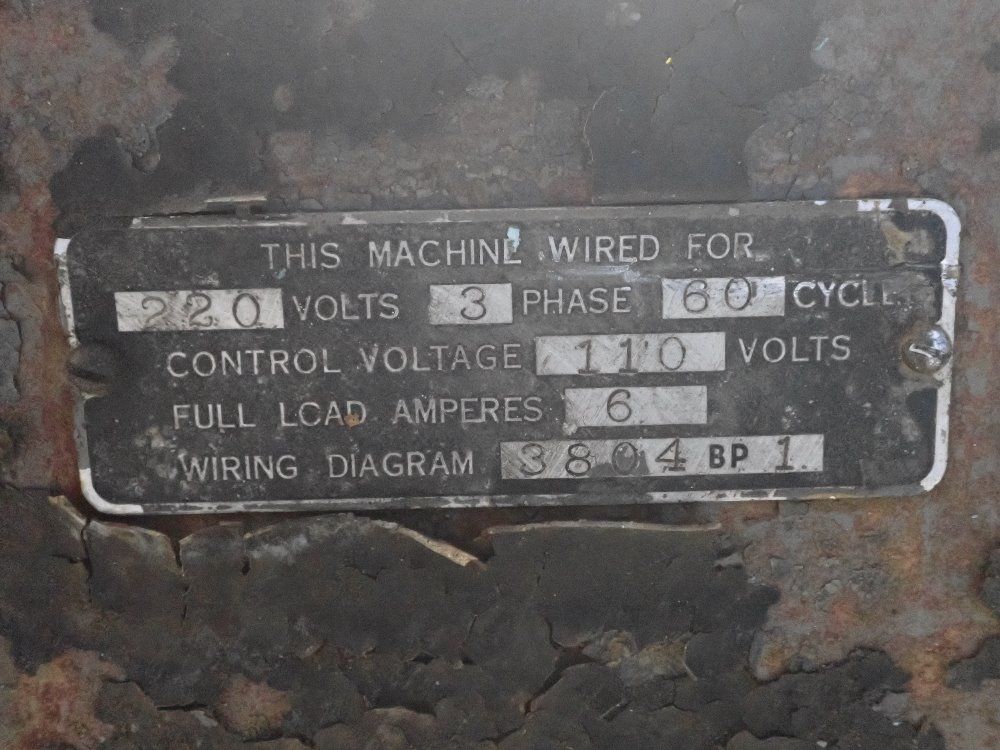 THIS MACHINE WIRED FOR
220 VOLTS 3 PHASE 60 CYCLE
CONTROL VOLTAGE 110 VOLTS
FULL LOAD AMPERES 6
WIRING DIAGRAM 3804 BP 1